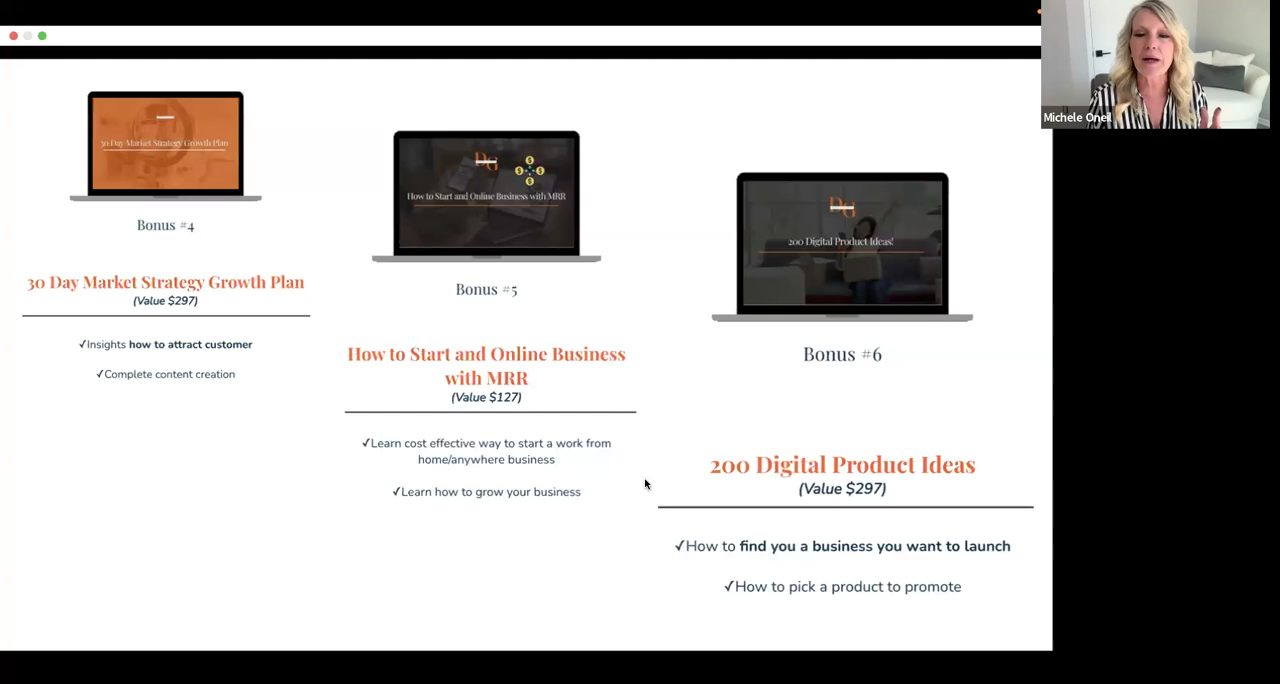 Michele Oneil
30 Day Market Strategy Growth Plan
Bonus #4
30 Day Market Strategy Growth Plan
(Value $297)
✓Insights how to attract customer
✓Complete content creation
DG
How to Start and Online Business with MRR
Bonus #5
How to Start and Online Business
with MRR
(Value $127)
✓Learn cost effective way to start a work from
home/anywhere business
✓Learn how to grow your business
DG
200 Digital Product Ideas!
Bonus #6
200 Digital Product Ideas
(Value $297)
✓How to find you a business you want to launch
✓How to pick a product to promote